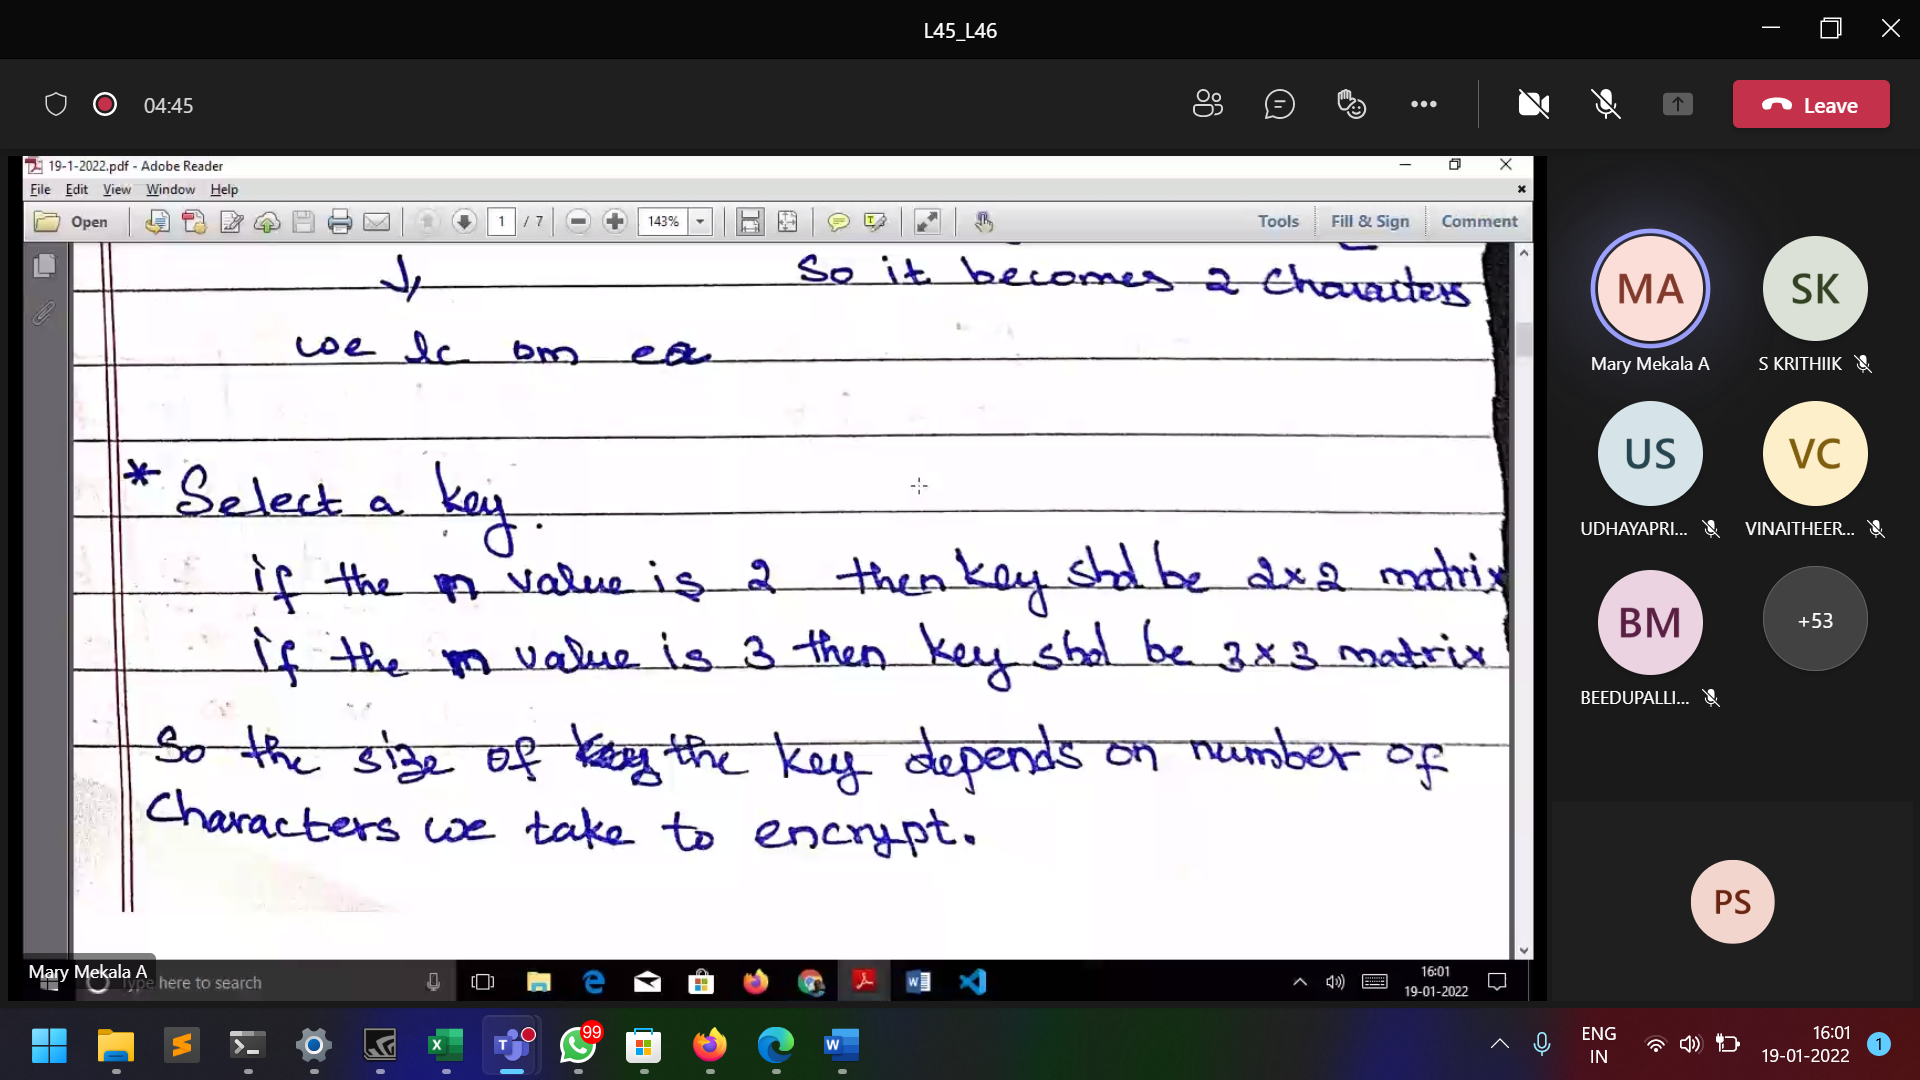 L45_L46
04:45
Leave
19-1-2022.pdf - Adobe Reader
File Edit View Window Help
Open 1 / 7 143% Tools Fill & Sign Comment
So it becomes 2 characters
we lc om ea
* Select a key.
if the m value is 2 then key shd be 2x2 matrix
if the m value is 3 then key shd be 3x3 matrix
So the size of the key depends on number of
characters we take to encrypt.
MA
Mary Mekala A
SK
S KRITHIIK
US
UDHAYAPRI...
VC
VINAITHEER...
BM
BEEDUPALLI...
+53
PS
Mary Mekala A
Type here to search
16:01
19-01-2022
99
ENG
IN
16:01
19-01-2022
1